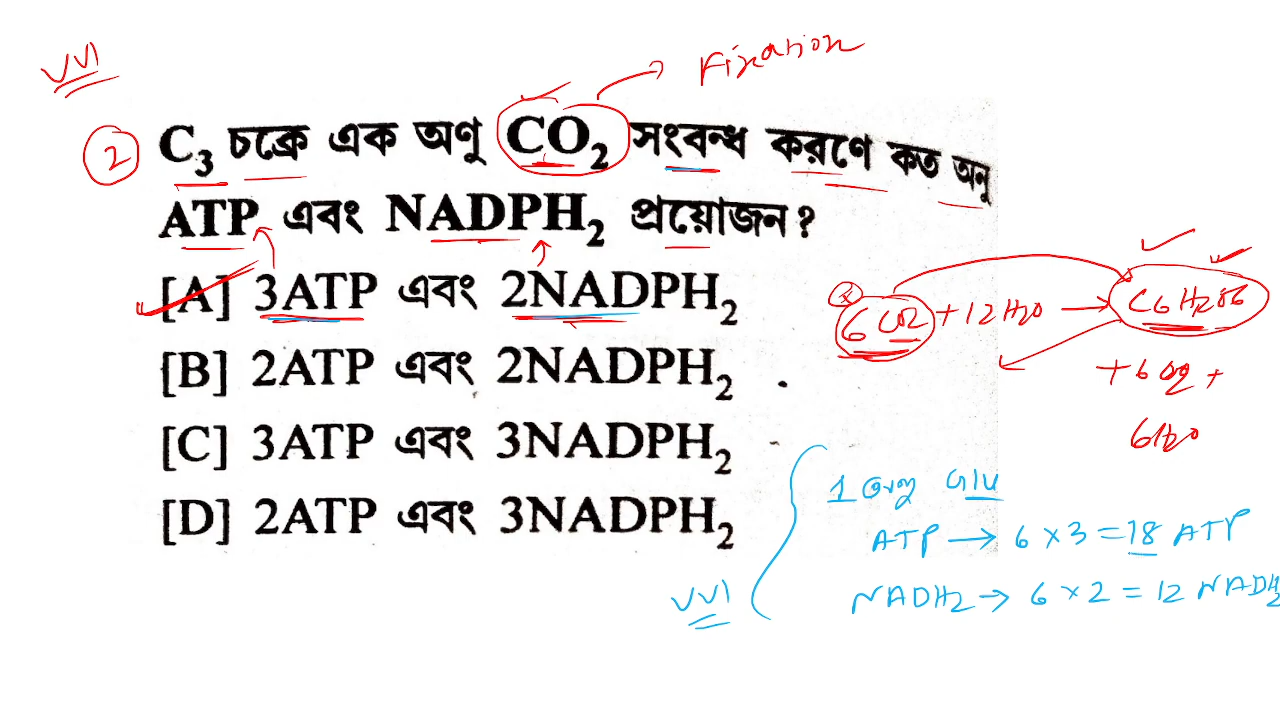 VVI
Fixation
2 C₃ চক্রে এক অণু CO₂ সংবন্ধ করণে কত অনু
ATP এবং NADPH₂ প্রয়োজন?
[A] 3ATP এবং 2NADPH₂
[B] 2ATP এবং 2NADPH₂
[C] 3ATP এবং 3NADPH₂
[D] 2ATP এবং 3NADPH₂
6CO2 + 12H2O → C6H12O6
+ 6O2 +
6H2O
1 অণু Glu
ATP → 6 × 3 = 18 ATP
NADH2 → 6 × 2 = 12 NADH2
VVI